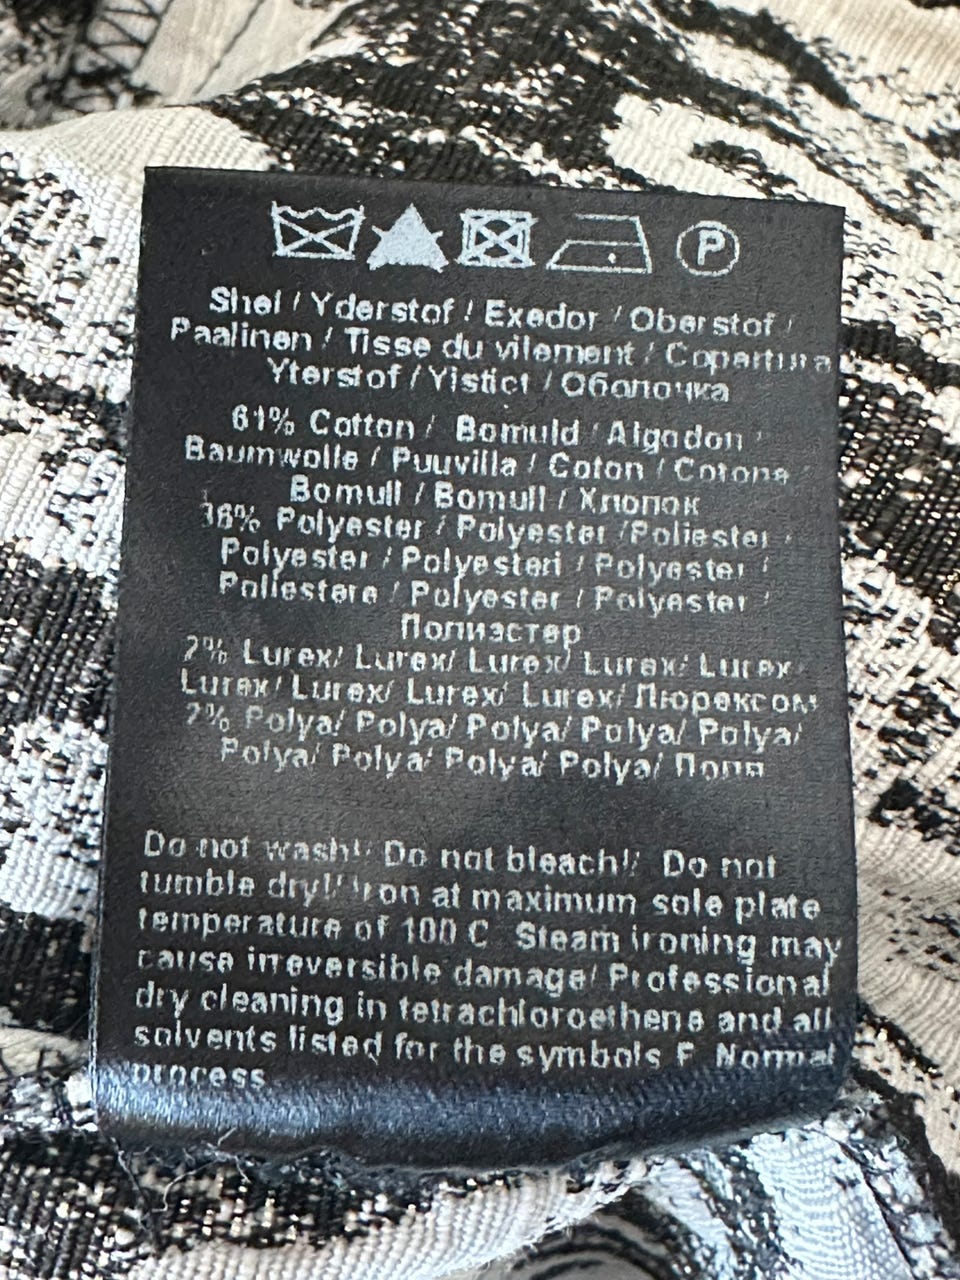 P
Shel / Yderstof / Exedor / Oberstof /
Paalinen / Tisse du vilement / Copertura
Yterstof / Yistict / Оболочка
61% Cotton / Bomuld / Algodon /
Baumwolle / Puuvilla / Coton / Cotone
Bomull / Bomull / Хлопок
36% Polyester / Polyester /Poliester /
Polyester / Polyesteri / Polyester /
Poliestere / Polyester / Polyester /
Полиэстер
2% Lurex/ Lurex/ Lurex/ Lurex/ Lurex/
Lurex/ Lurex/ Lurex/ Lurex/ Люрексом
2% Polya/ Polya/ Polya/ Polya/ Polya/
Polya/ Polya/ Polya/ Polya/ Поля
Do not wash!/ Do not bleach!/ Do not
tumble dry!/ Iron at maximum sole plate
temperature of 100 C Steam ironing may
cause irreversible damage/ Professional
dry cleaning in tetrachloroethene and all
solvents listed for the symbols F Normal
process